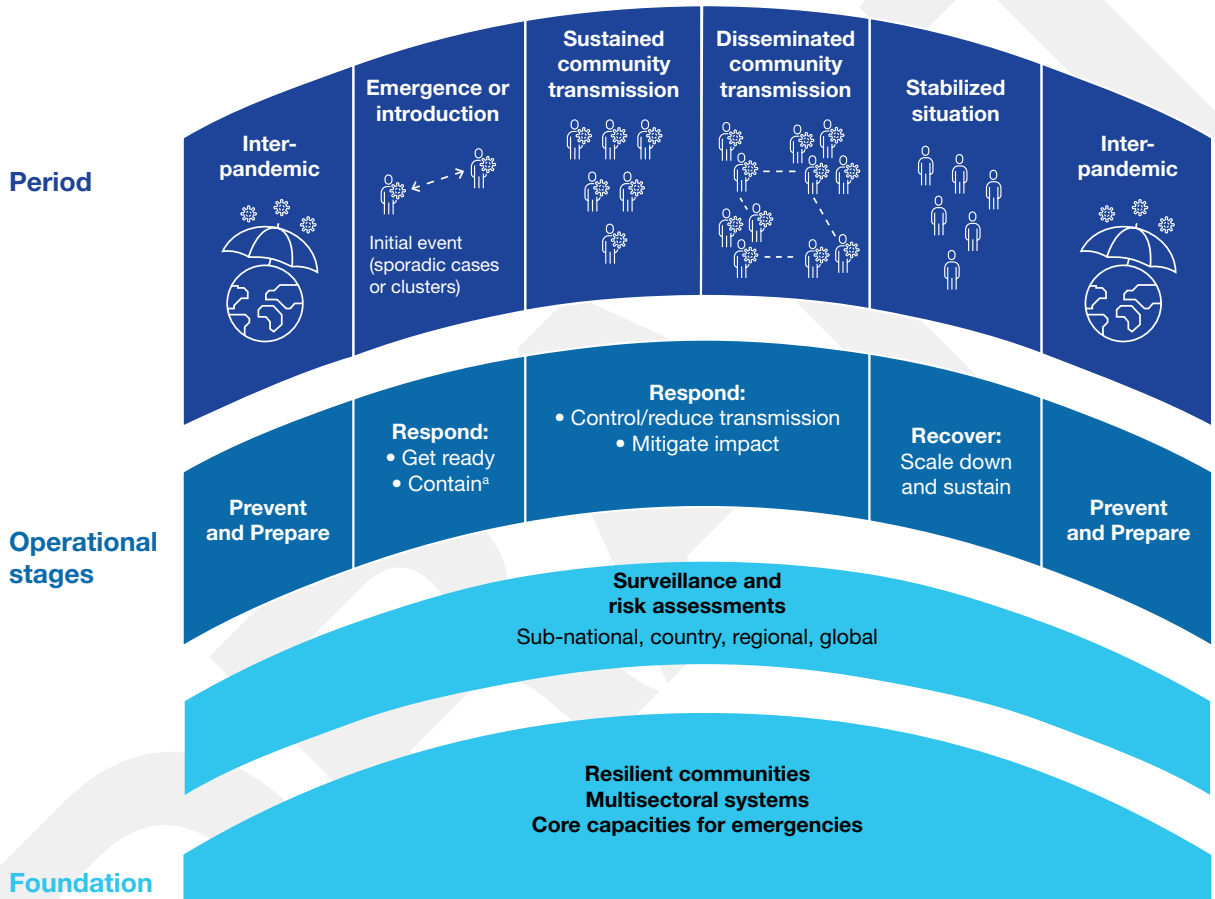 Period
Inter-
pandemic
Emergence or
introduction
Initial event
(sporadic cases
or clusters)
Sustained
community
transmission
Disseminated
community
transmission
Stabilized
situation
Inter-
pandemic
Operational
stages
Prevent
and Prepare
Respond:
• Get ready
• Containᵃ
Respond:
• Control/reduce transmission
• Mitigate impact
Recover:
Scale down
and sustain
Prevent
and Prepare
Surveillance and
risk assessments
Sub-national, country, regional, global
Foundation
Resilient communities
Multisectoral systems
Core capacities for emergencies